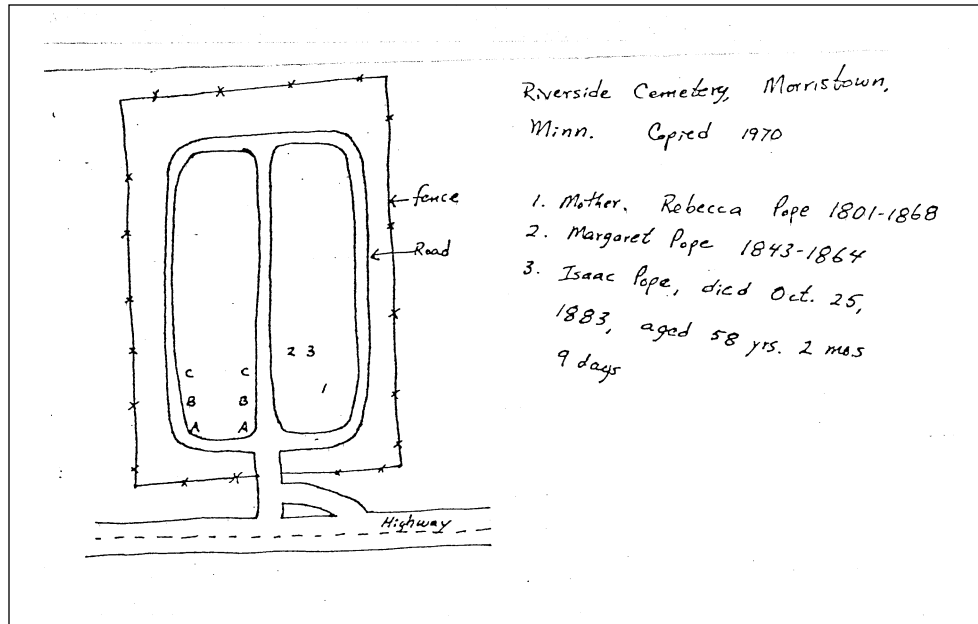 Riverside Cemetery, Morristown,
Minn. Copied 1970
1. Mother. Rebecca Pope 1801-1868
2. Margaret Pope 1843-1864
3. Isaac Pope, died Oct. 25,
1883, aged 58 yrs. 2 mos
9 days
fence
Road
2 3
C C
1
B B
A A
Highway